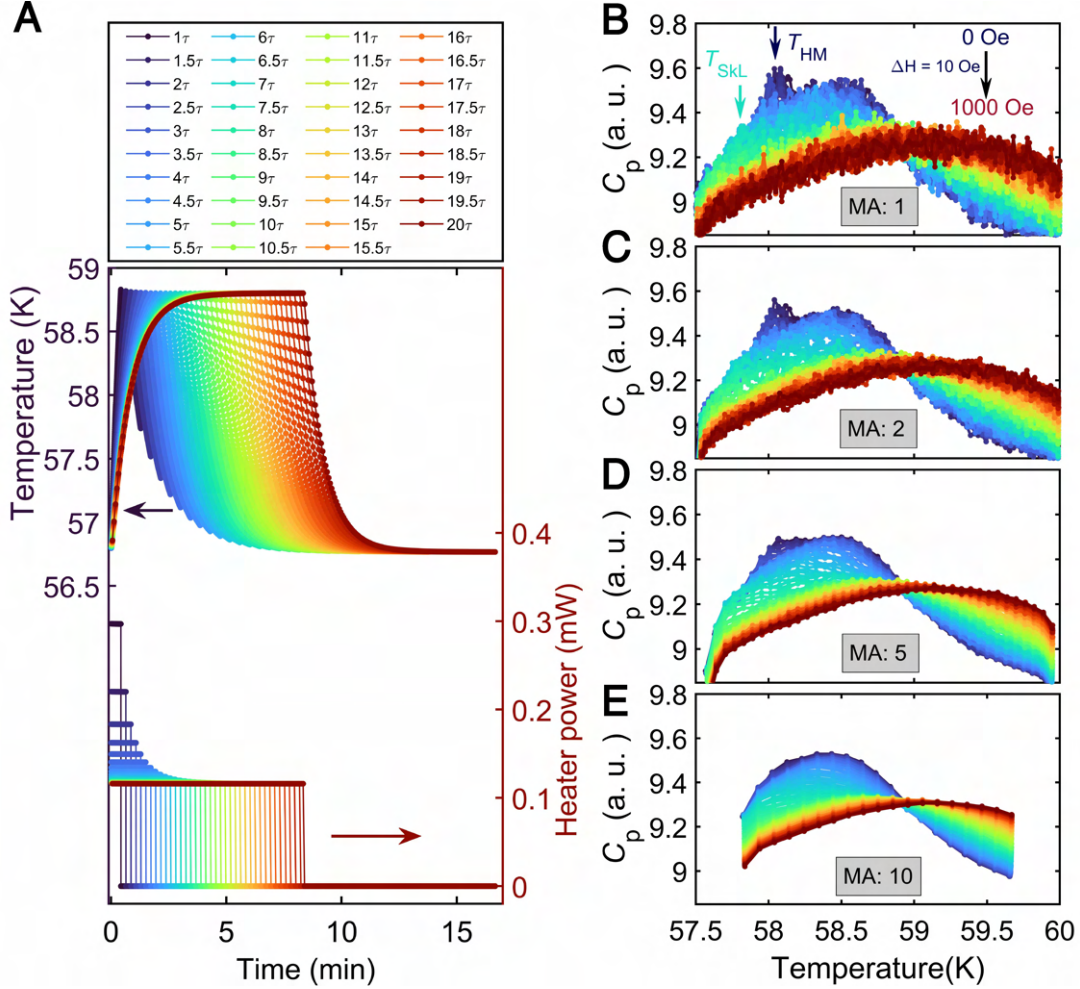 A
1τ 6τ 11τ 16τ
1.5τ 6.5τ 11.5τ 16.5τ
2τ 7τ 12τ 17τ
2.5τ 7.5τ 12.5τ 17.5τ
3τ 8τ 13τ 18τ
3.5τ 8.5τ 13.5τ 18.5τ
4τ 9τ 14τ 19τ
4.5τ 9.5τ 14.5τ 19.5τ
5τ 10τ 15τ 20τ
5.5τ 10.5τ 15.5τ
59
58.5
58
57.5
57
56.5
Temperature (K)
0.4
0.3
0.2
0.1
0
Heater power (mW)
0 5 10 15
Time (min)
B
9.8
9.6
9.4
9.2
9
Cp (a. u.)
TSkL
THM
0 Oe
ΔH = 10 Oe
1000 Oe
MA: 1
C
9.8
9.6
9.4
9.2
9
Cp (a. u.)
MA: 2
D
9.8
9.6
9.4
9.2
9
Cp (a. u.)
MA: 5
E
9.8
9.6
9.4
9.2
9
Cp (a. u.)
MA: 10
57.5 58 58.5 59 59.5 60
Temperature(K)